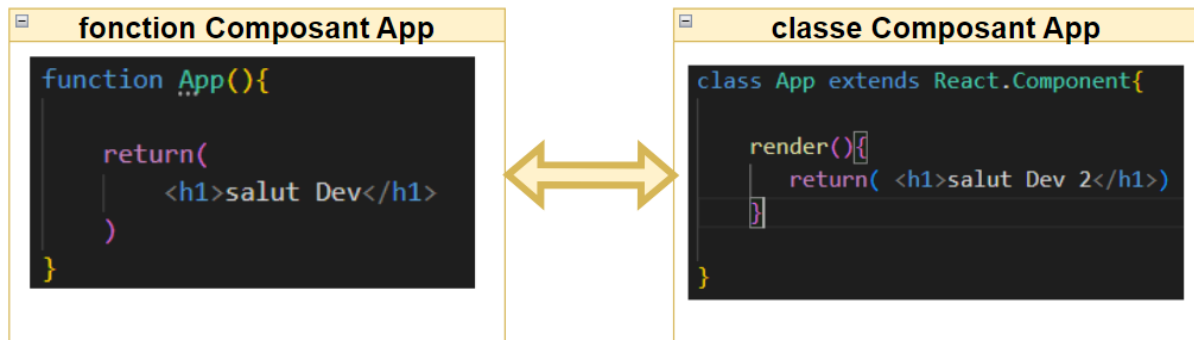 fonction Composant App
function App(){
return(
<h1>salut Dev</h1>
)
}
classe Composant App
class App extends React.Component{
render(){
return( <h1>salut Dev 2</h1>)
}
}